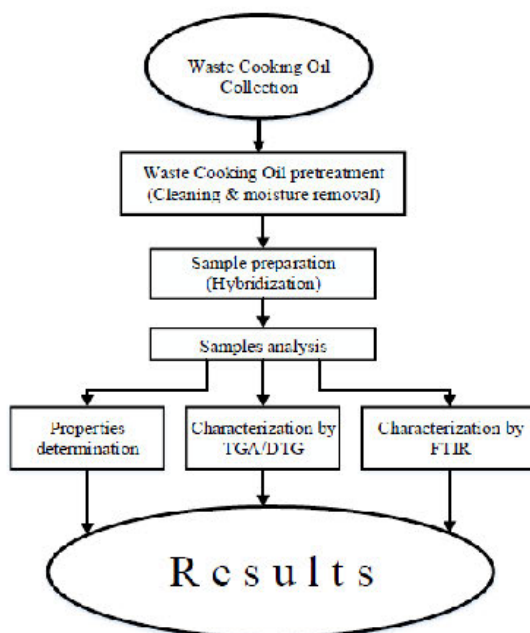 Waste Cooking Oil
Collection
Waste Cooking Oil pretreatment
(Cleaning & moisture removal)
Sample preparation
(Hybridization)
Samples analysis
Properties
determination
Characterization by
TGA/DTG
Characterization by
FTIR
Results